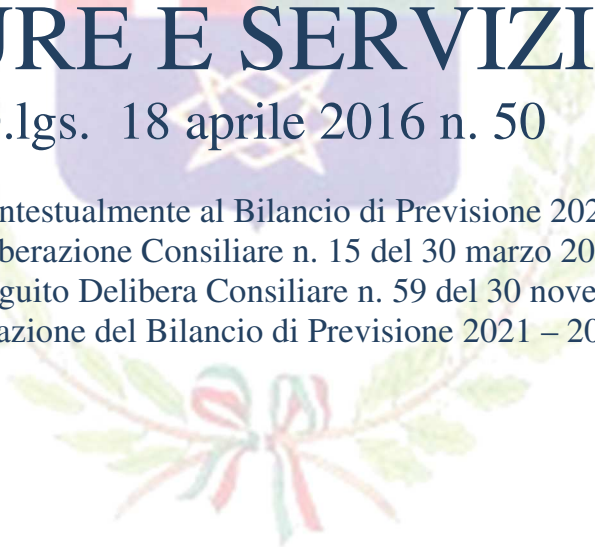 URE E SERVIZI
.lgs. 18 aprile 2016 n. 50
ntestualmente al Bilancio di Previsione 202
berazione Consiliare n. 15 del 30 marzo 20
guito Delibera Consiliare n. 59 del 30 nove
azione del Bilancio di Previsione 2021 – 20